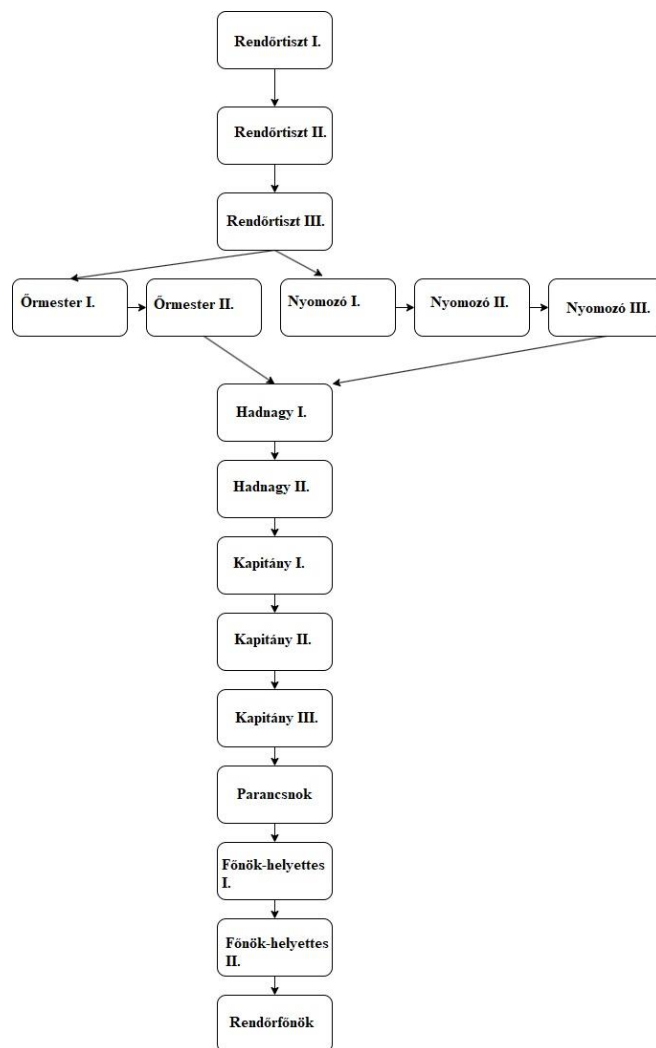 Rendőrtiszt I.
Rendőrtiszt II.
Rendőrtiszt III.
Őrmester I.
Őrmester II.
Nyomozó I.
Nyomozó II.
Nyomozó III.
Hadnagy I.
Hadnagy II.
Kapitány I.
Kapitány II.
Kapitány III.
Parancsnok
Főnök-helyettes
I.
Főnök-helyettes
II.
Rendőrfőnök